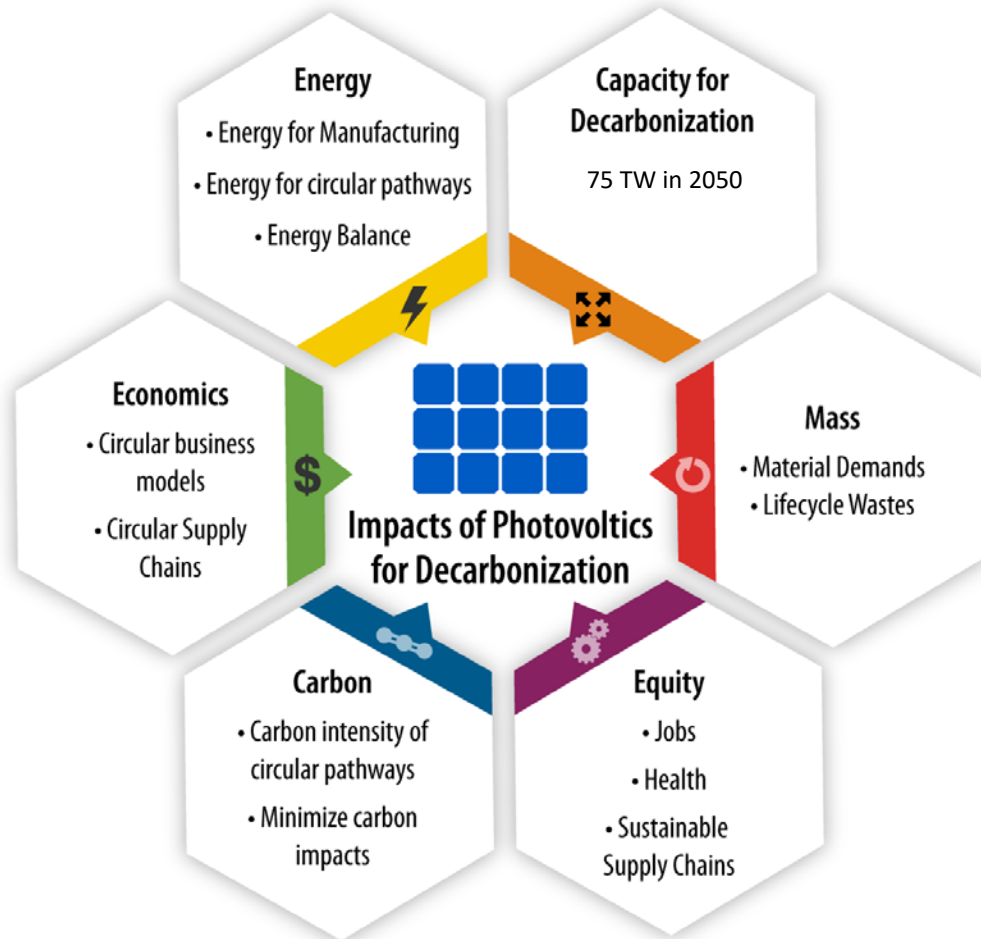 Energy
• Energy for Manufacturing
• Energy for circular pathways
• Energy Balance
Capacity for
Decarbonization
75 TW in 2050
Economics
• Circular business
models
• Circular Supply
Chains
$
Mass
• Material Demands
• Lifecycle Wastes
Impacts of Photovoltics
for Decarbonization
Carbon
• Carbon intensity of
circular pathways
• Minimize carbon
impacts
Equity
• Jobs
• Health
• Sustainable
Supply Chains